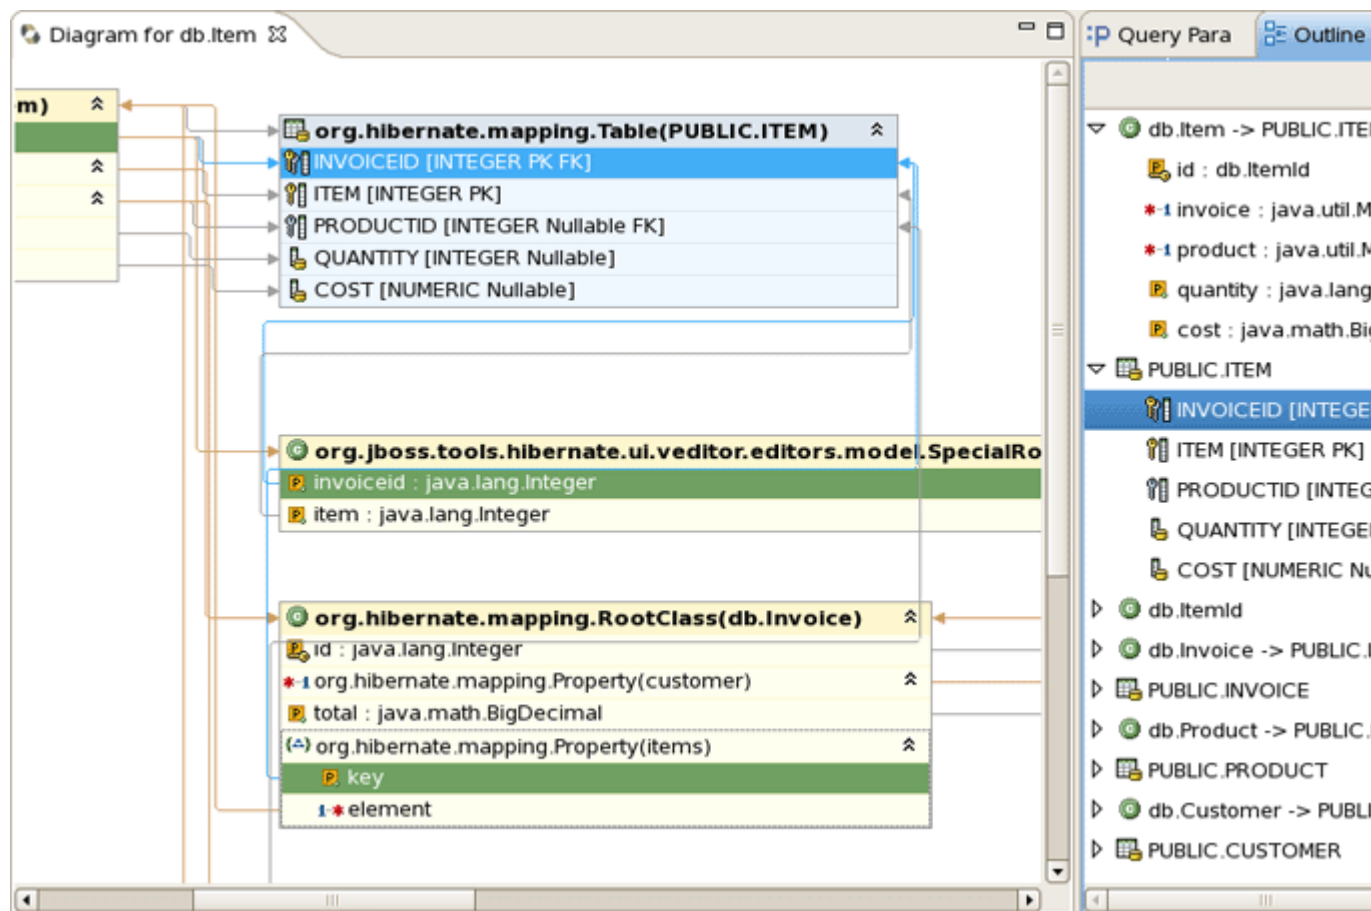 Diagram for db.Item
m)
org.hibernate.mapping.Table(PUBLIC.ITEM)
INVOICEID [INTEGER PK FK]
ITEM [INTEGER PK]
PRODUCTID [INTEGER Nullable FK]
QUANTITY [INTEGER Nullable]
COST [NUMERIC Nullable]
org.jboss.tools.hibernate.ui.veditor.editors.model.SpecialRo
invoiceid : java.lang.Integer
item : java.lang.Integer
org.hibernate.mapping.RootClass(db.Invoice)
id : java.lang.Integer
org.hibernate.mapping.Property(customer)
total : java.math.BigDecimal
org.hibernate.mapping.Property(items)
key
element
Query Para
Outline
db.Item -> PUBLIC.ITE
id : db.ItemId
invoice : java.util.M
product : java.util.M
quantity : java.lang
cost : java.math.Bi
PUBLIC.ITEM
INVOICEID [INTEGE
ITEM [INTEGER PK]
PRODUCTID [INTEG
QUANTITY [INTEGE
COST [NUMERIC Nu
db.ItemId
db.Invoice -> PUBLIC.I
PUBLIC.INVOICE
db.Product -> PUBLIC.
PUBLIC.PRODUCT
db.Customer -> PUBL
PUBLIC.CUSTOMER